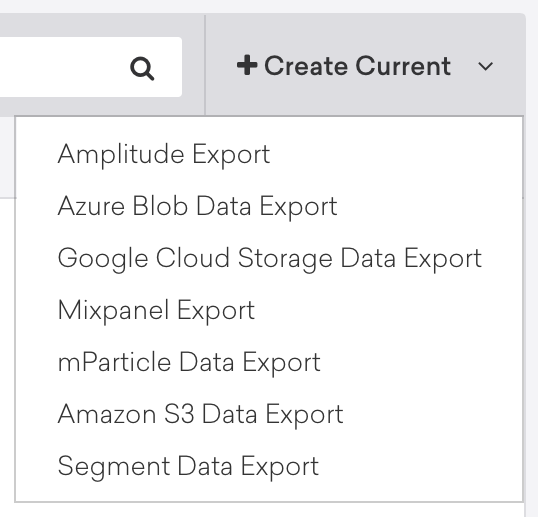 Create Current
Amplitude Export
Azure Blob Data Export
Google Cloud Storage Data Export
Mixpanel Export
mParticle Data Export
Amazon S3 Data Export
Segment Data Export